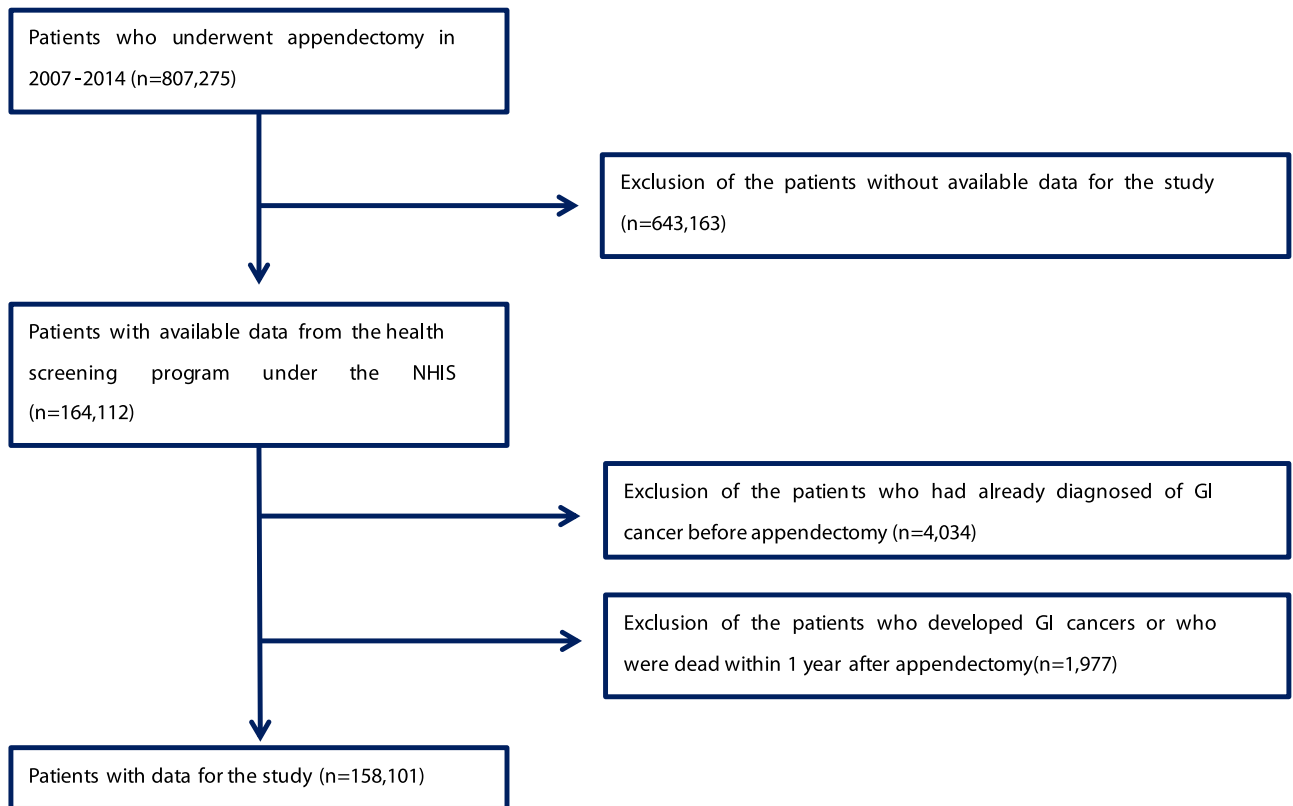 Patients who underwent appendectomy in
2007-2014 (n=807,275)
Exclusion of the patients without available data for the study
(n=643,163)
Patients with available data from the health
screening program under the NHIS
(n=164,112)
Exclusion of the patients who had already diagnosed of GI
cancer before appendectomy (n=4,034)
Exclusion of the patients who developed GI cancers or who
were dead within 1 year after appendectomy(n=1,977)
Patients with data for the study (n=158,101)